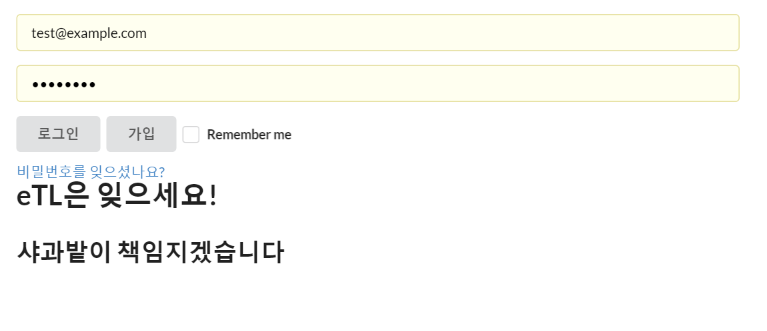 test@example.com
••••••••
로그인 가입 Remember me
비밀번호를 잊으셨나요?
eTL은 잊으세요!
샤과밭이 책임지겠습니다